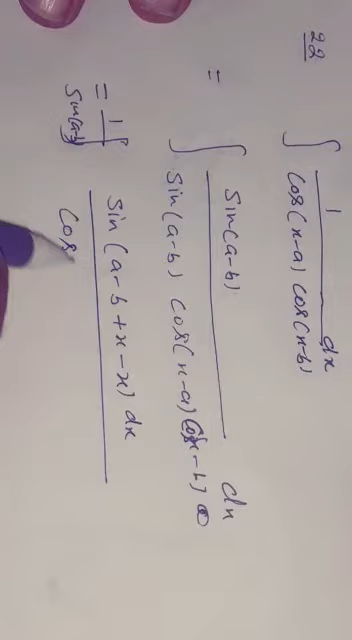 22
∫ 1 / cos(x-a) cos(x-b) dx
= ∫ Sin(a-b) / Sin(a-b) cos(x-a) cos(x-b) dx
= 1/Sin(a-b) ∫ Sin(a-b+x-x) dx / Cos